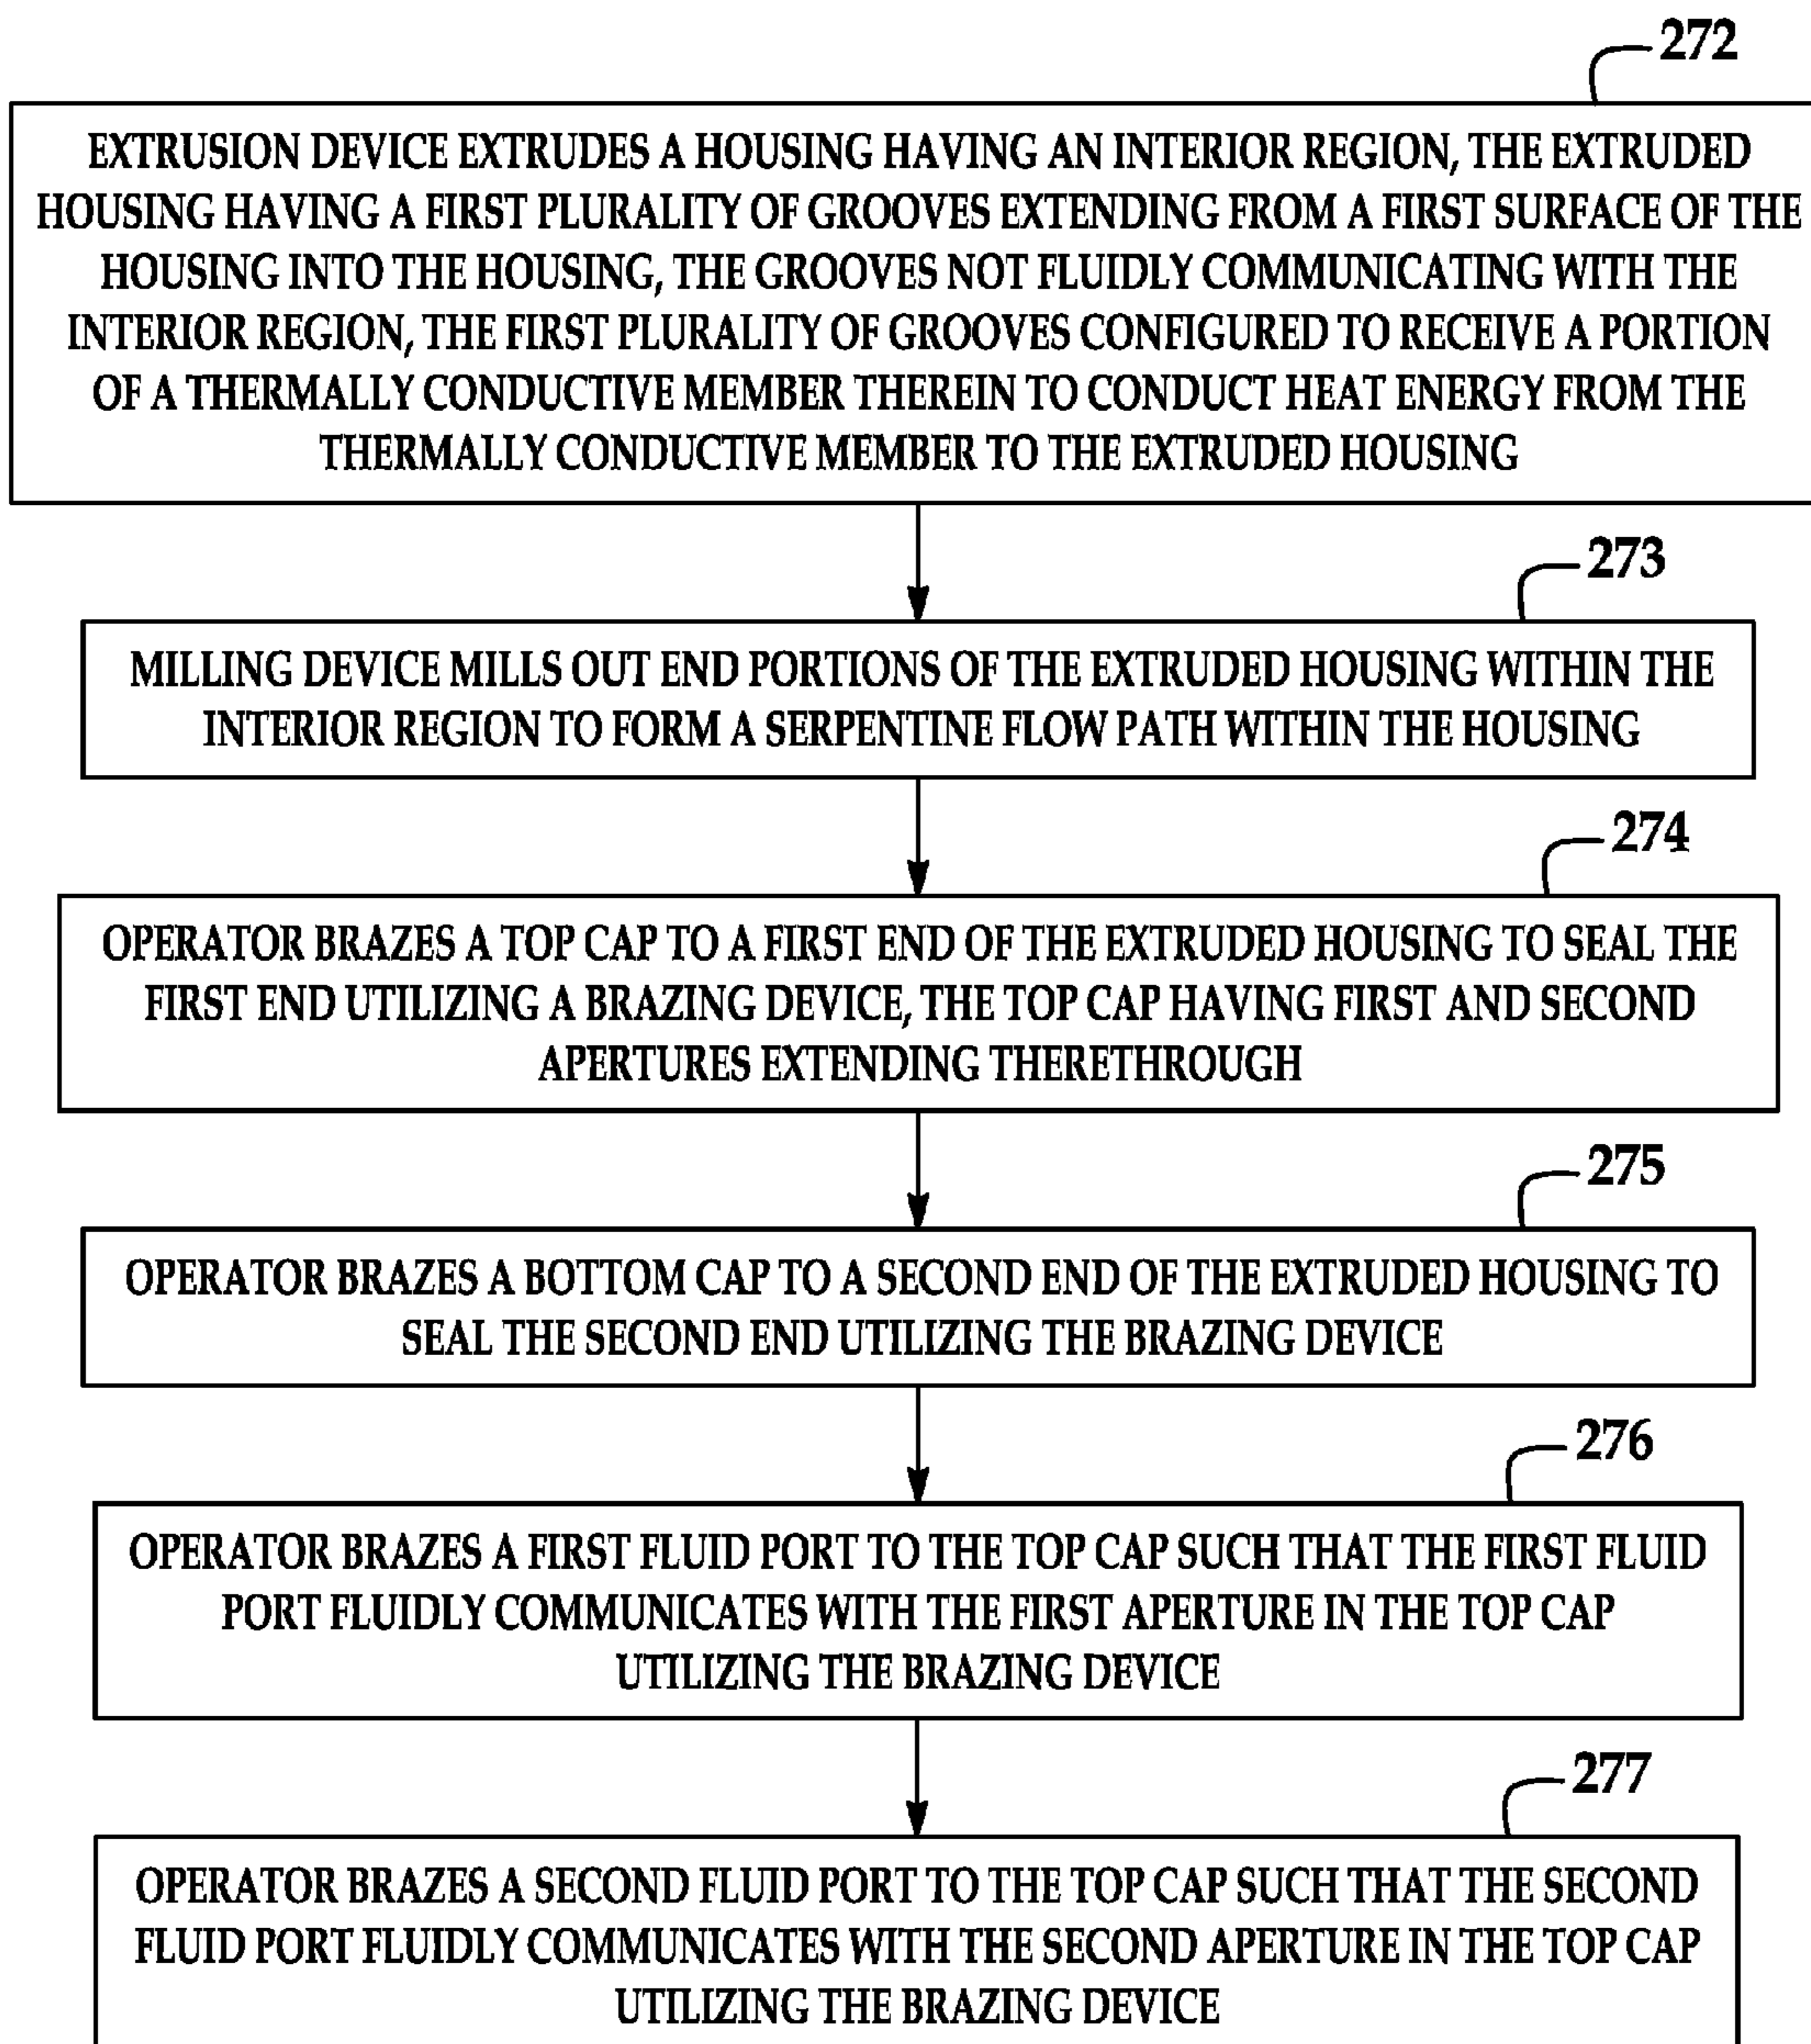 272
EXTRUSION DEVICE EXTRUDES A HOUSING HAVING AN INTERIOR REGION, THE EXTRUDED
HOUSING HAVING A FIRST PLURALITY OF GROOVES EXTENDING FROM A FIRST SURFACE OF THE
HOUSING INTO THE HOUSING, THE GROOVES NOT FLUIDLY COMMUNICATING WITH THE
INTERIOR REGION, THE FIRST PLURALITY OF GROOVES CONFIGURED TO RECEIVE A PORTION
OF A THERMALLY CONDUCTIVE MEMBER THEREIN TO CONDUCT HEAT ENERGY FROM THE
THERMALLY CONDUCTIVE MEMBER TO THE EXTRUDED HOUSING
273
MILLING DEVICE MILLS OUT END PORTIONS OF THE EXTRUDED HOUSING WITHIN THE
INTERIOR REGION TO FORM A SERPENTINE FLOW PATH WITHIN THE HOUSING
274
OPERATOR BRAZES A TOP CAP TO A FIRST END OF THE EXTRUDED HOUSING TO SEAL THE
FIRST END UTILIZING A BRAZING DEVICE, THE TOP CAP HAVING FIRST AND SECOND
APERTURES EXTENDING THERETHROUGH
275
OPERATOR BRAZES A BOTTOM CAP TO A SECOND END OF THE EXTRUDED HOUSING TO
SEAL THE SECOND END UTILIZING THE BRAZING DEVICE
276
OPERATOR BRAZES A FIRST FLUID PORT TO THE TOP CAP SUCH THAT THE FIRST FLUID
PORT FLUIDLY COMMUNICATES WITH THE FIRST APERTURE IN THE TOP CAP
UTILIZING THE BRAZING DEVICE
277
OPERATOR BRAZES A SECOND FLUID PORT TO THE TOP CAP SUCH THAT THE SECOND
FLUID PORT FLUIDLY COMMUNICATES WITH THE SECOND APERTURE IN THE TOP CAP
UTILIZING THE BRAZING DEVICE